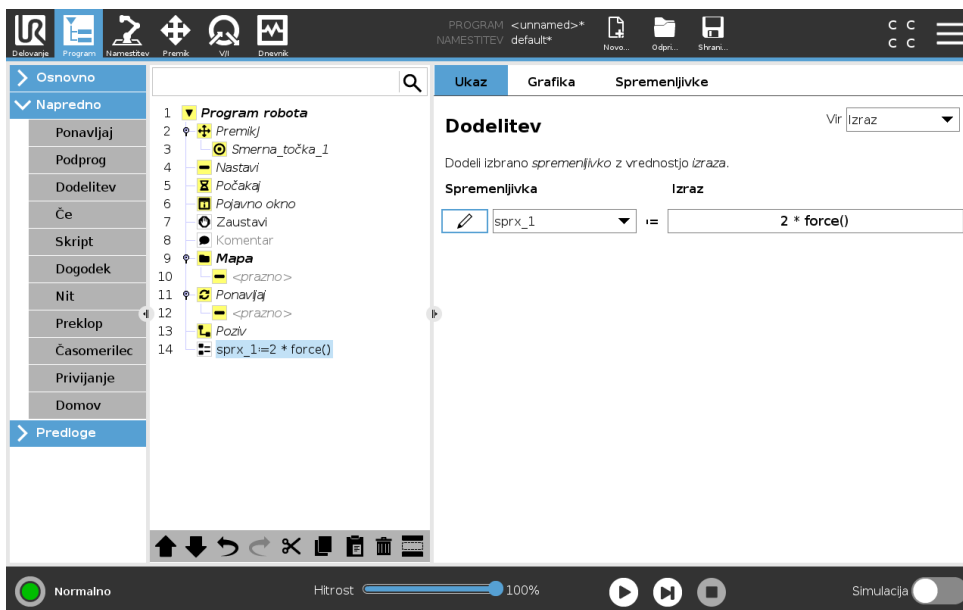 PROGRAM <unnamed>*
NAMESTITEV default*
UR
Delovanje Program Namestitev Premik V/I Dnevnik Novo... Odpri... Shrani...
C C
C C
Osnovno
Napredno
Ponavljaj
Podprog
Dodelitev
Če
Skript
Dogodek
Nit
Preklop
Časomerilec
Privijanje
Domov
Predloge
1 Program robota
2 PremikJ
3 Smerna_točka_1
4 Nastavi
5 Počakaj
6 Pojavno okno
7 Zaustavi
8 Komentar
9 Mapa
10 <prazno>
11 Ponavljaj
12 <prazno>
13 Poziv
14 sprx_1:=2 * force()
Ukaz Grafika Spremenljivke
Dodelitev
Vir Izraz
Dodeli izbrano spremenljivko z vrednostjo izraza.
Spremenljivka Izraz
sprx_1 := 2 * force()
Normalno
Hitrost 100%
Simulacija